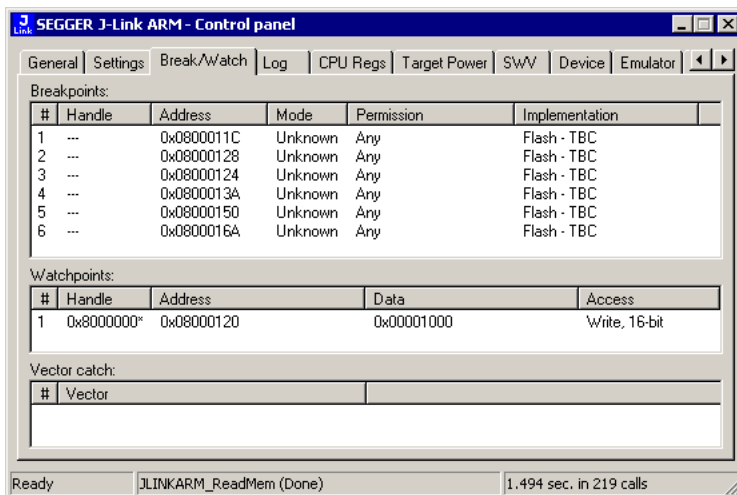 J Link SEGGER J-Link ARM - Control panel
General Settings Break/Watch Log CPU Regs Target Power SWV Device Emulator
Breakpoints:
# Handle Address Mode Permission Implementation
1 --- 0x0800011C Unknown Any Flash - TBC
2 --- 0x08000128 Unknown Any Flash - TBC
3 --- 0x08000124 Unknown Any Flash - TBC
4 --- 0x0800013A Unknown Any Flash - TBC
5 --- 0x08000150 Unknown Any Flash - TBC
6 --- 0x0800016A Unknown Any Flash - TBC
Watchpoints:
# Handle Address Data Access
1 0x8000000* 0x08000120 0x00001000 Write, 16-bit
Vector catch:
# Vector
Ready JLINKARM_ReadMem (Done) 1.494 sec. in 219 calls